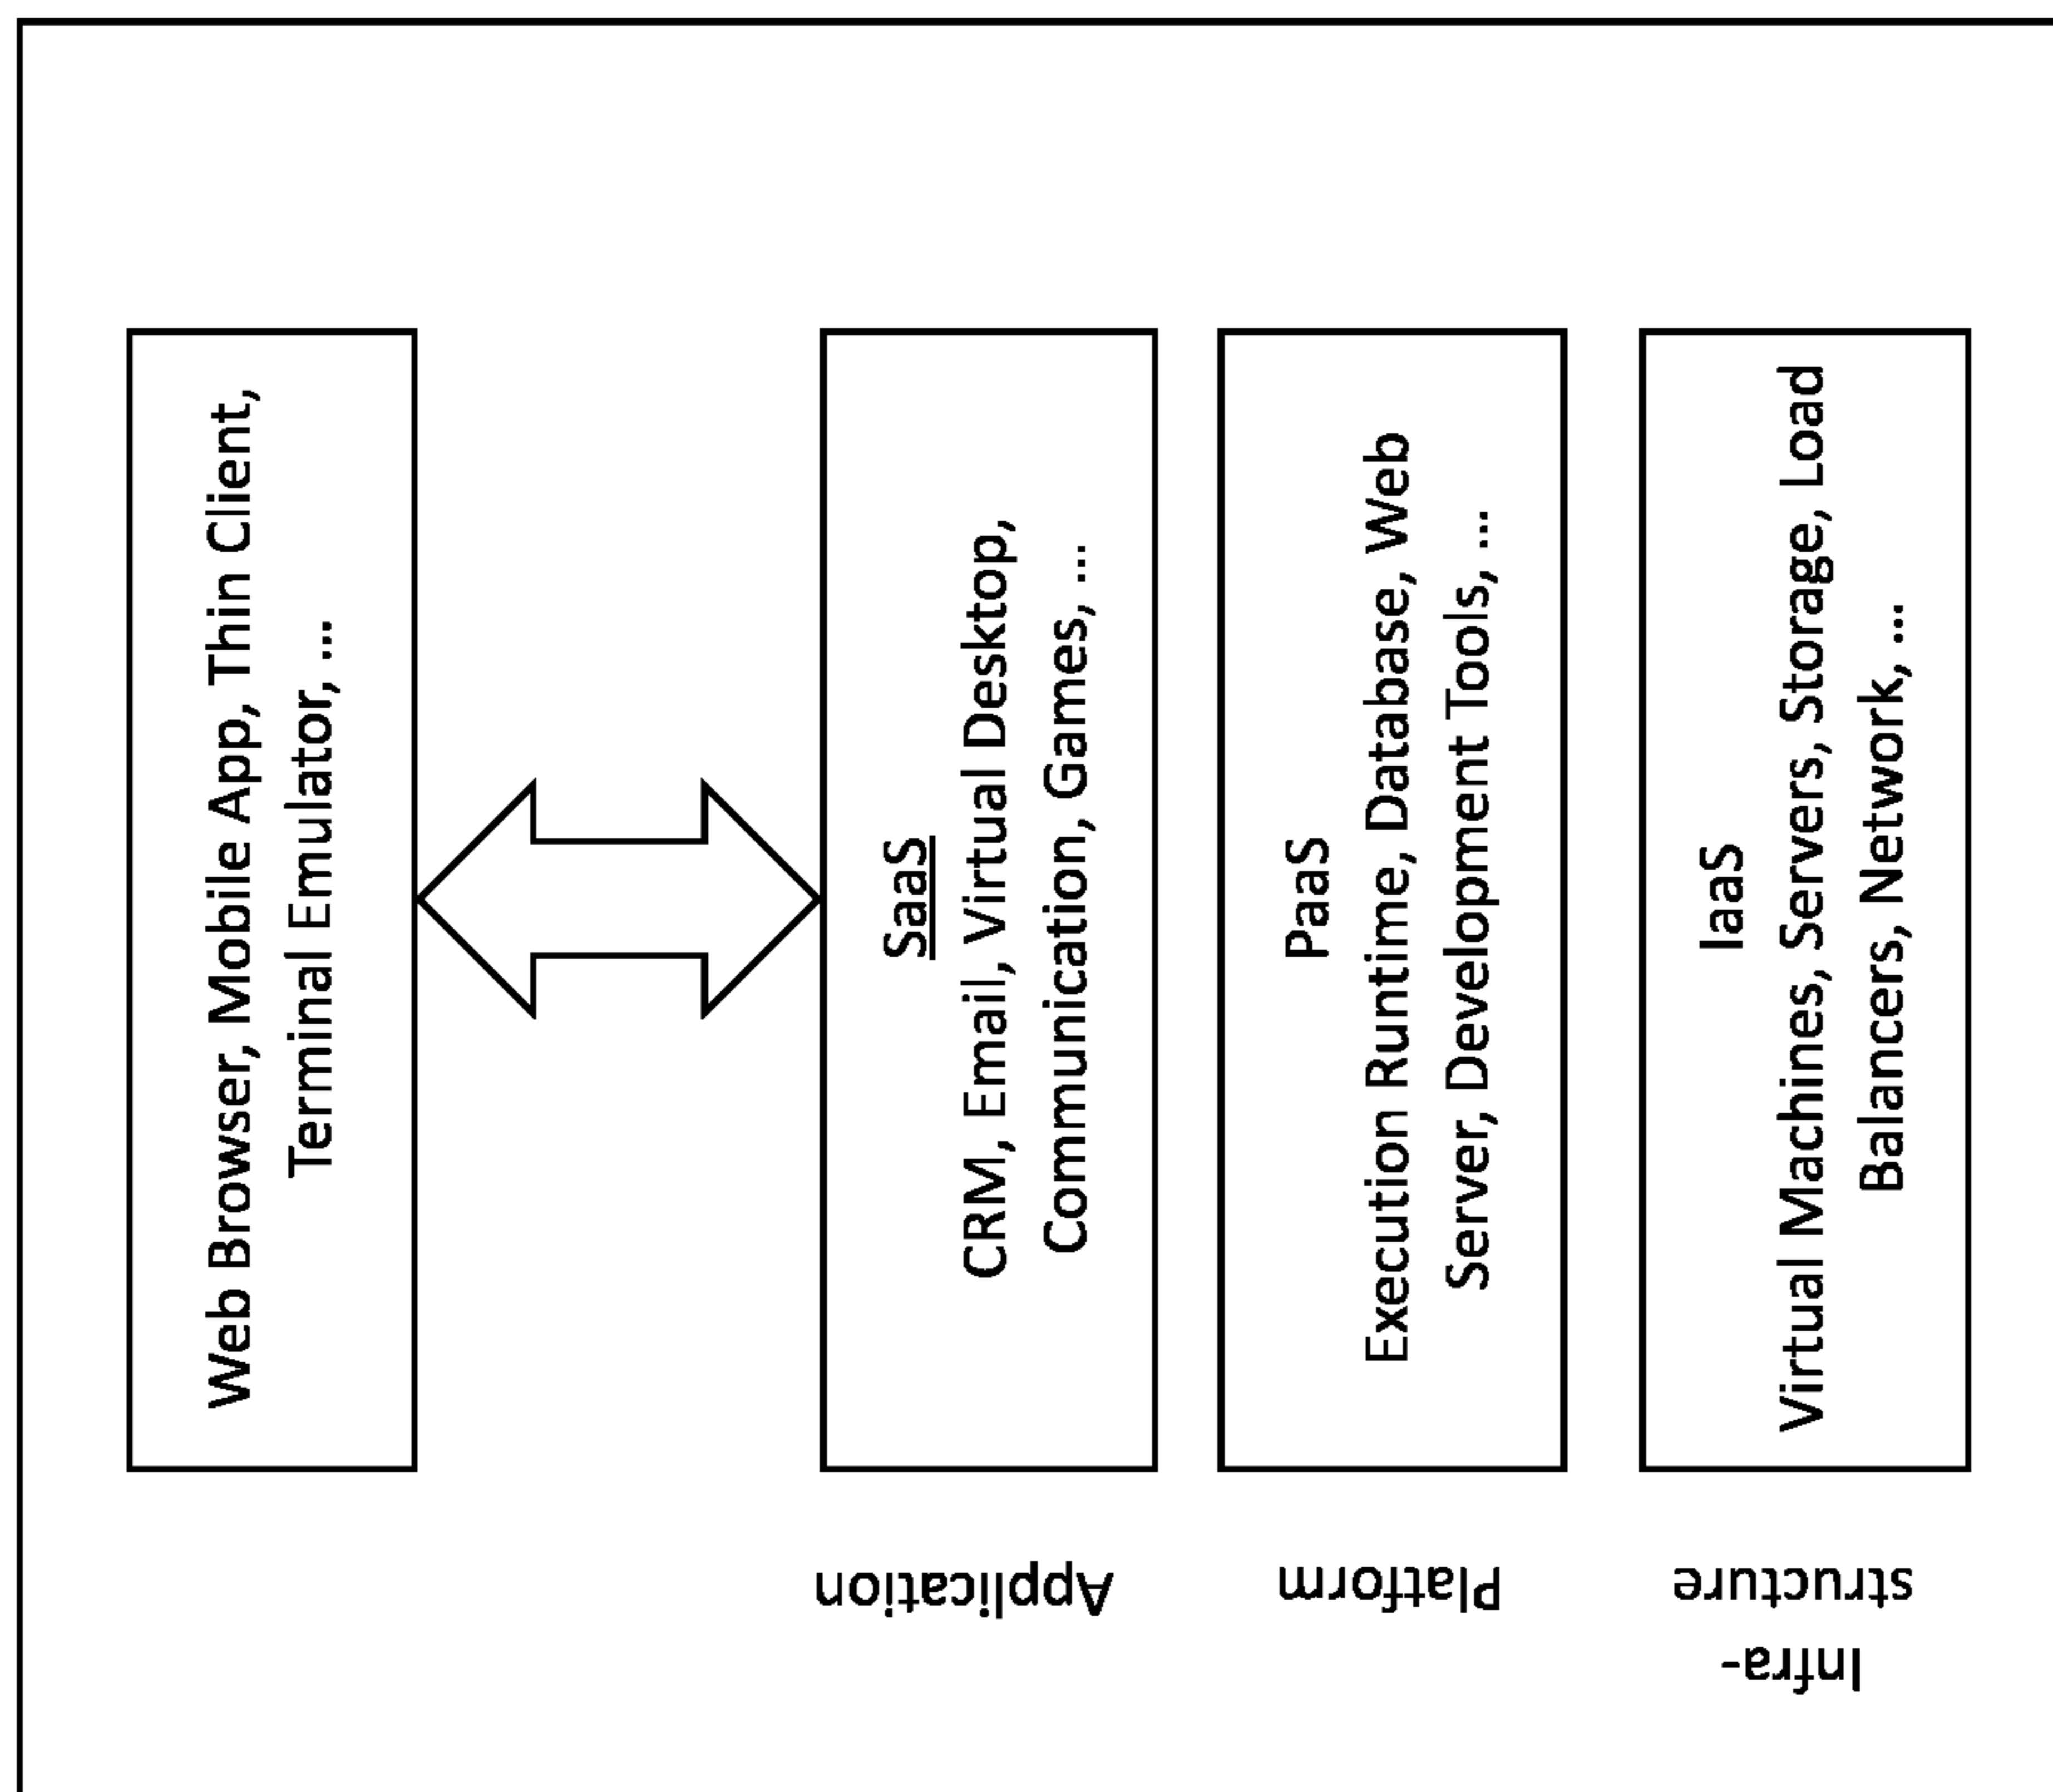 Web Browser, Mobile App, Thin Client,
Terminal Emulator, ...
Application
SaaS
CRM, Email, Virtual Desktop,
Communication, Games, ...
Platform
PaaS
Execution Runtime, Database, Web
Server, Development Tools, ...
Infra-
structure
IaaS
Virtual Machines, Servers, Storage, Load
Balancers, Network, ...